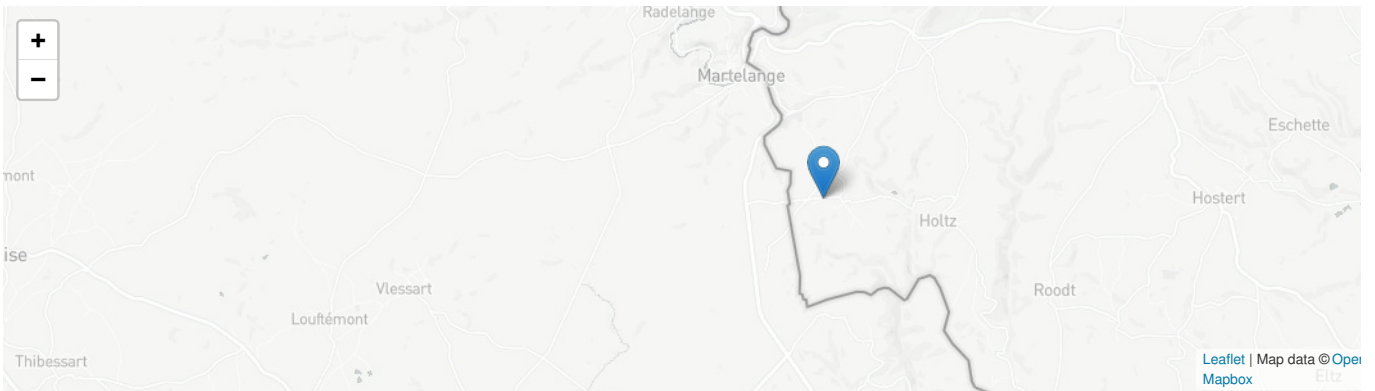 Radelange
+
−
Martelange
Eschette
mont
Hostert
Holtz
ise
Vlessart
Roodt
Louftémont
Thibessart
Leaflet | Map data © Oper
Mapbox
Eltz